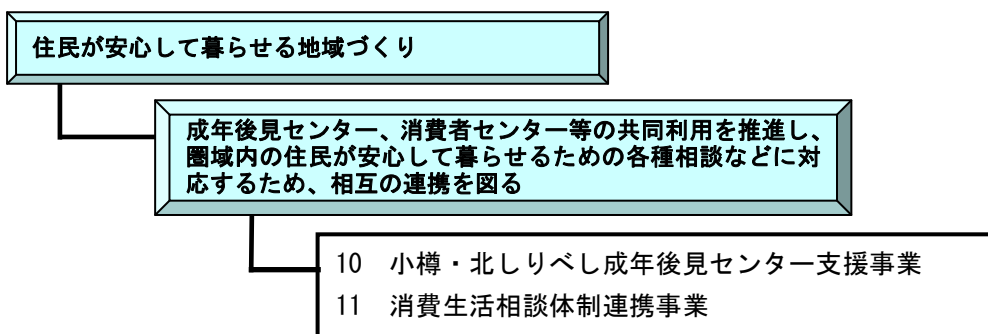 住民が安心して暮らせる地域づくり
成年後見センター、消費者センター等の共同利用を推進し、
圏域内の住民が安心して暮らせるための各種相談などに対
応するため、相互の連携を図る
10　小樽・北しりべし成年後見センター支援事業
11　消費生活相談体制連携事業